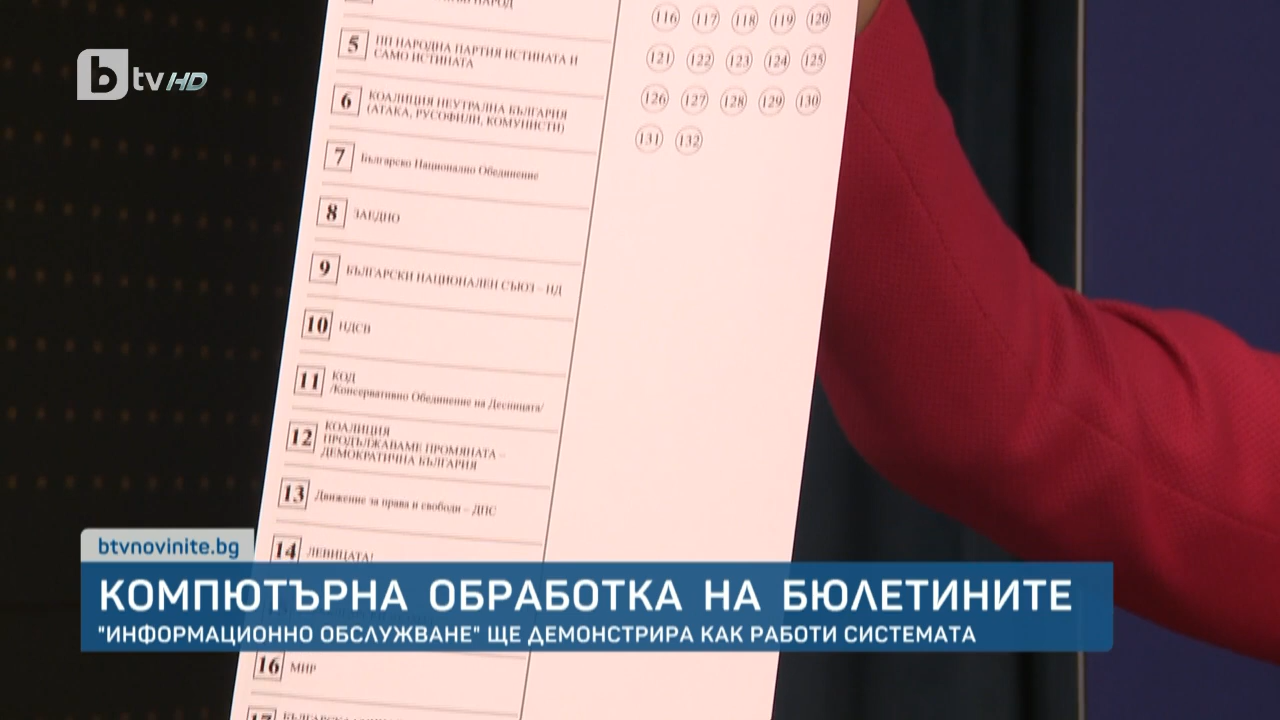 btv HD
НАРОД
5 ПП НАРОДНА ПАРТИЯ ИСТИНАТА И
САМО ИСТИНАТА
6 КОАЛИЦИЯ НЕУТРАЛНА БЪЛГАРИЯ
(АТАКА, РУСОФИЛИ, КОМУНИСТИ)
7 Българско Национално Обединение
8 ЗАЕДНО
9 БЪЛГАРСКИ НАЦИОНАЛЕН СЪЮЗ – НД
10 НДСВ
11 КОД
/Консервативно Обединение на Десницата/
12 КОАЛИЦИЯ
ПРОДЪЛЖАВАМЕ ПРОМЯНАТА –
ДЕМОКРАТИЧНА БЪЛГАРИЯ
13 Движение за права и свободи – ДПС
14 ЛЕВИЦАТА!
16 МИР
17
116 117 118 119 120
121 122 123 124 125
126 127 128 129 130
131 132
btvnovinite.bg
КОМПЮТЪРНА ОБРАБОТКА НА БЮЛЕТИНИТЕ
"ИНФОРМАЦИОННО ОБСЛУЖВАНЕ" ЩЕ ДЕМОНСТРИРА КАК РАБОТИ СИСТЕМАТА